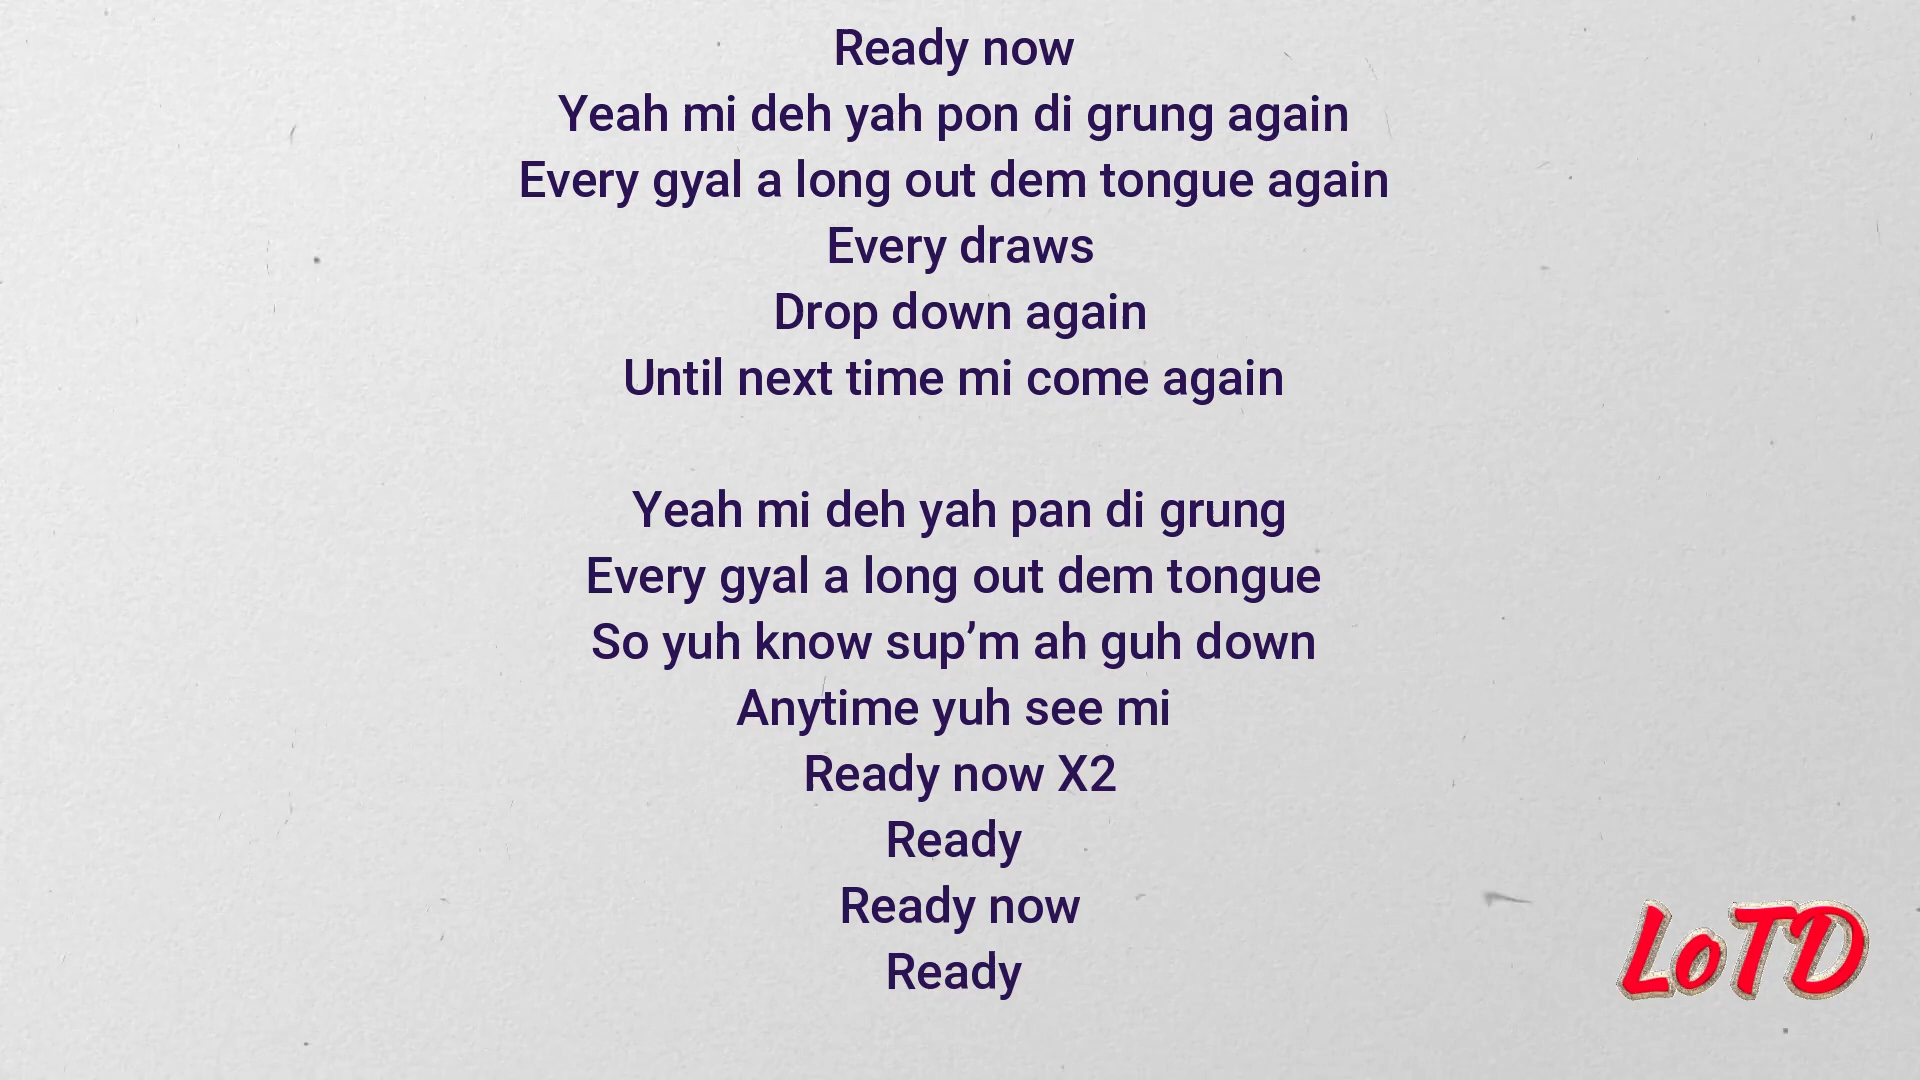 Ready now
Yeah mi deh yah pon di grung again
Every gyal a long out dem tongue again
Every draws
Drop down again
Until next time mi come again
Yeah mi deh yah pan di grung
Every gyal a long out dem tongue
So yuh know sup’m ah guh down
Anytime yuh see mi
Ready now X2
Ready
Ready now
Ready
LoTD